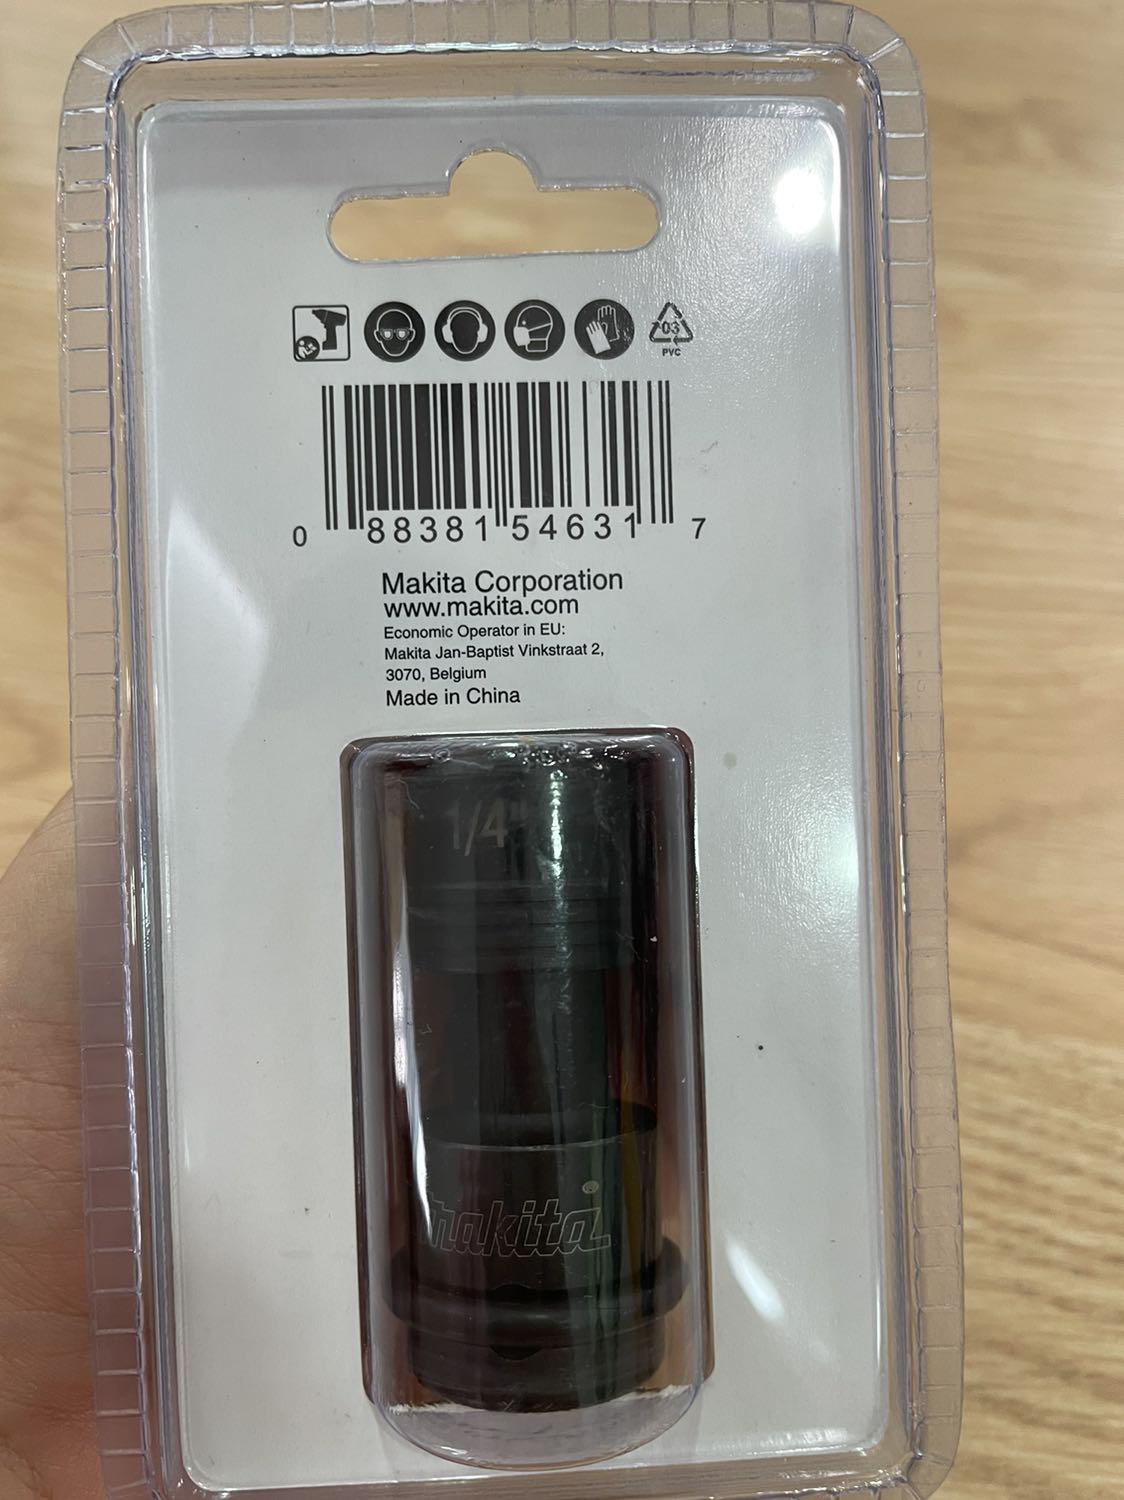 03
PVC
0 88381 54631 7
Makita Corporation
www.makita.com
Economic Operator in EU:
Makita Jan-Baptist Vinkstraat 2,
3070, Belgium
Made in China
1/4"
makita®